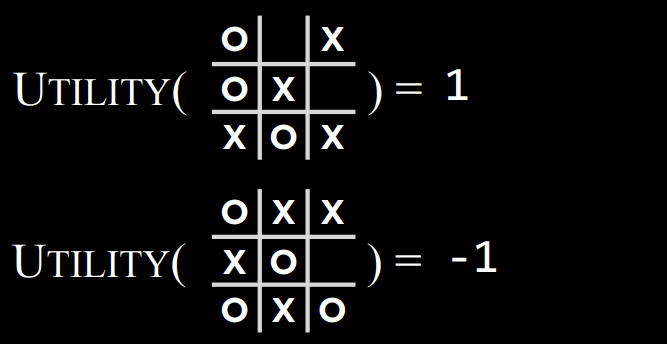 O X
UTILITY( O X ) = 1
X O X
O X X
UTILITY( X O ) = -1
O X O